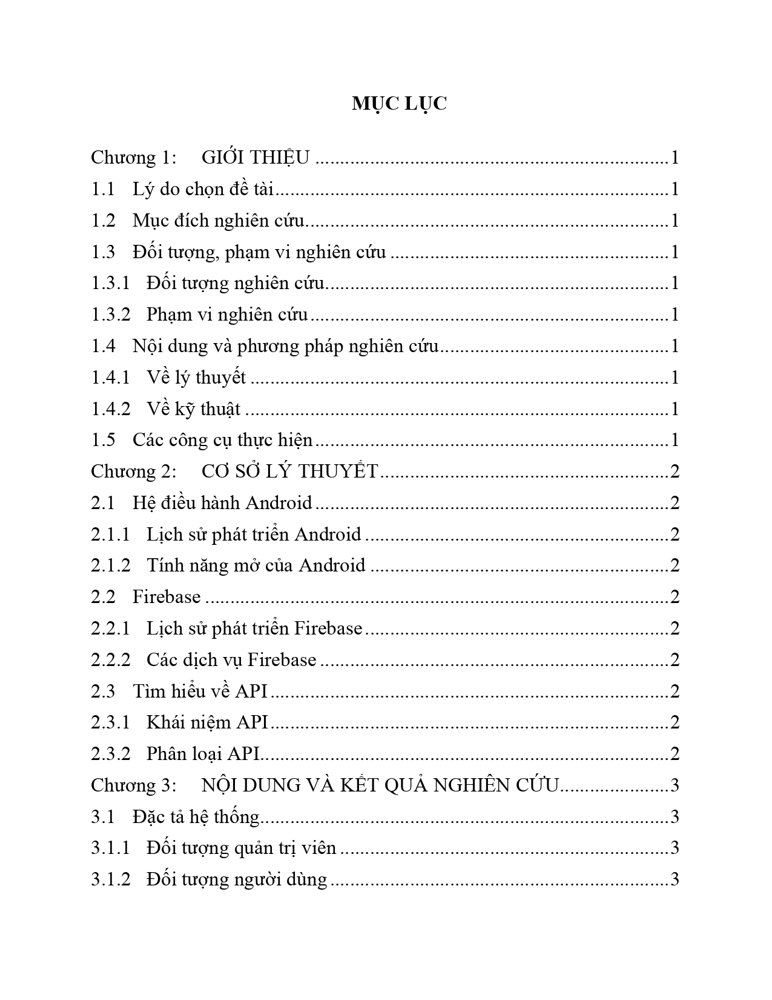 MỤC LỤC
Chương 1: GIỚI THIỆU ........................................................................ 1
1.1 Lý do chọn đề tài ................................................................................ 1
1.2 Mục đích nghiên cứu ......................................................................... 1
1.3 Đối tượng, phạm vi nghiên cứu ........................................................ 1
1.3.1 Đối tượng nghiên cứu ..................................................................... 1
1.3.2 Phạm vi nghiên cứu ........................................................................ 1
1.4 Nội dung và phương pháp nghiên cứu .............................................. 1
1.4.1 Về lý thuyết .................................................................................... 1
1.4.2 Về kỹ thuật ..................................................................................... 1
1.5 Các công cụ thực hiện ....................................................................... 1
Chương 2: CƠ SỞ LÝ THUYẾT .......................................................... 2
2.1 Hệ điều hành Android ....................................................................... 2
2.1.1 Lịch sử phát triển Android ............................................................. 2
2.1.2 Tính năng mở của Android ............................................................ 2
2.2 Firebase ............................................................................................. 2
2.2.1 Lịch sử phát triển Firebase ............................................................. 2
2.2.2 Các dịch vụ Firebase ...................................................................... 2
2.3 Tìm hiểu về API ................................................................................ 2
2.3.1 Khái niệm API ................................................................................ 2
2.3.2 Phân loại API .................................................................................. 2
Chương 3: NỘI DUNG VÀ KẾT QUẢ NGHIÊN CỨU ...................... 3
3.1 Đặc tả hệ thống ................................................................................. 3
3.1.1 Đối tượng quản trị viên .................................................................. 3
3.1.2 Đối tượng người dùng .................................................................... 3